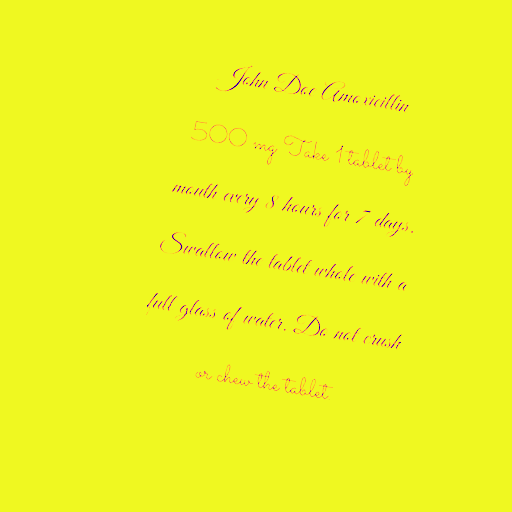 John Doe Amoxicillin
500 mg Take 1 tablet by
mouth every 8 hours for 7 days.
Swallow the tablet whole with a
full glass of water. Do not crush
or chew the tablet